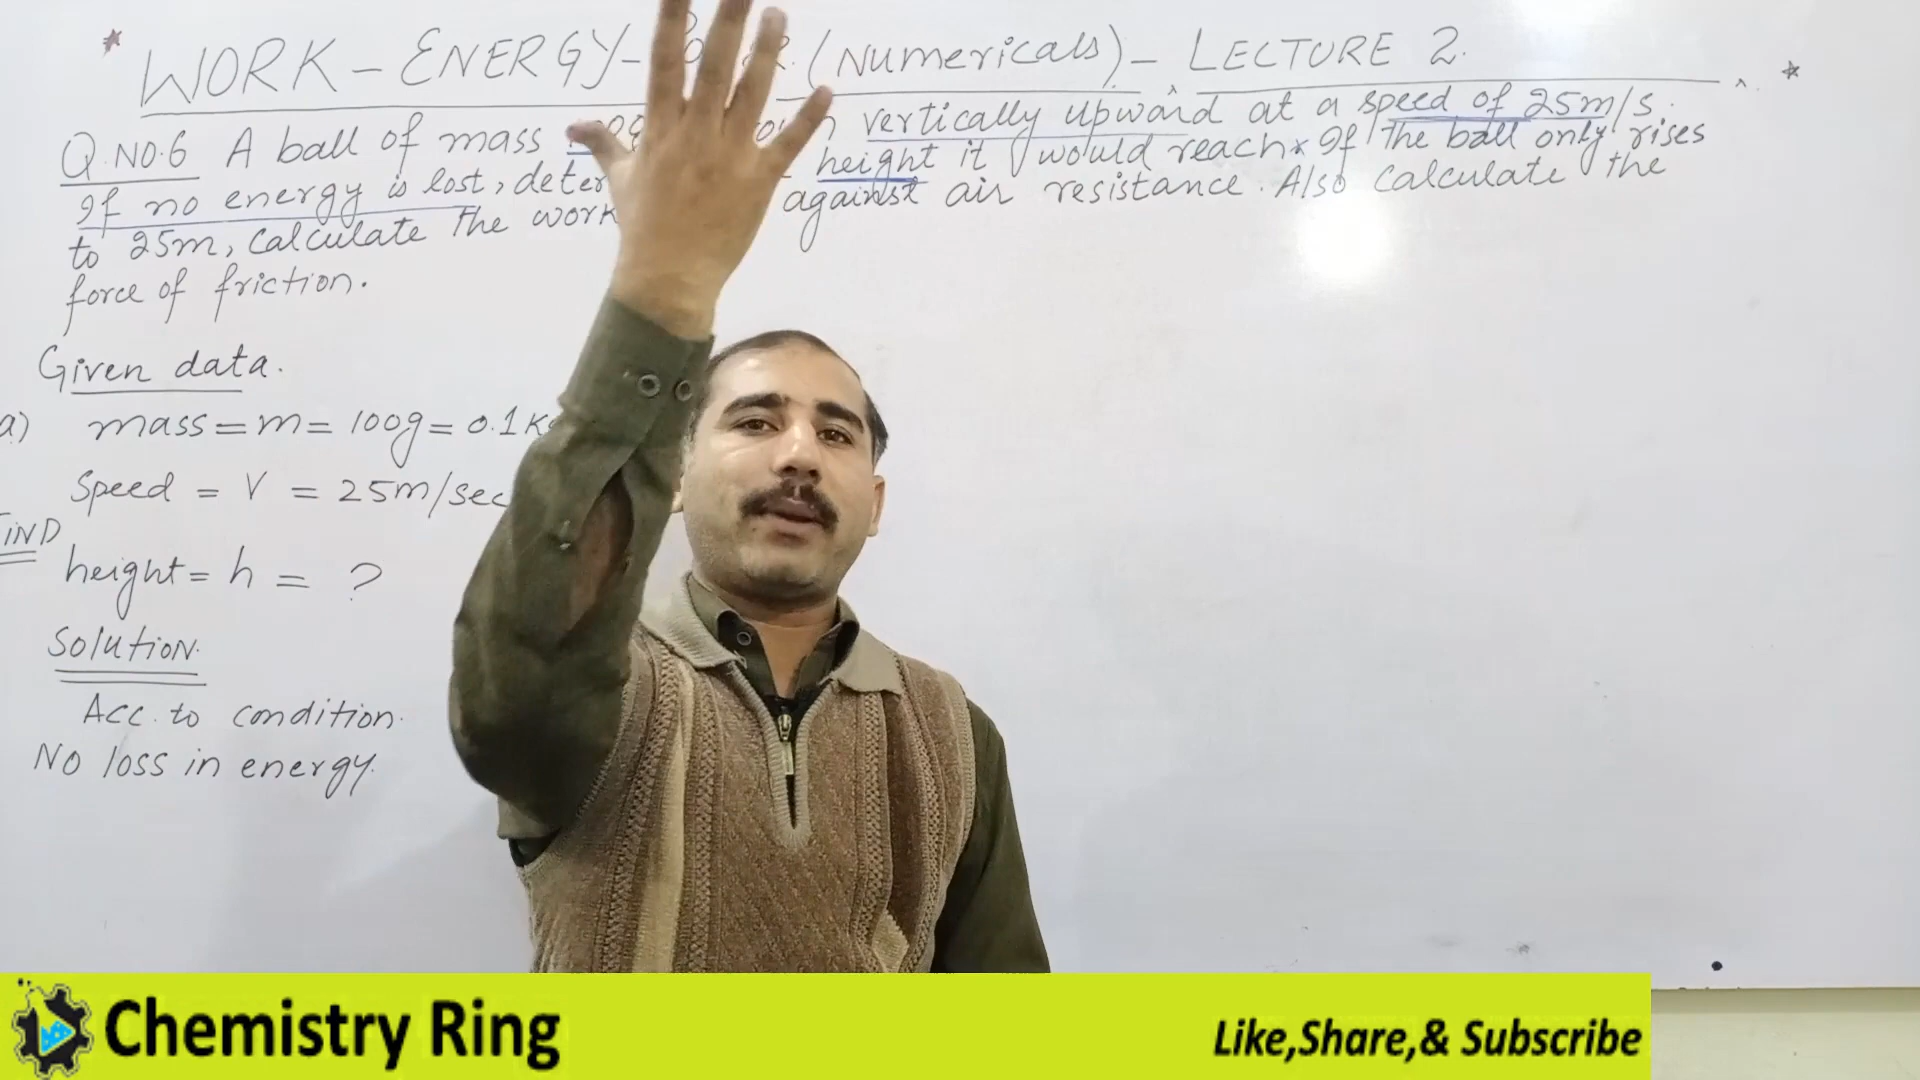 * WORK - ENERGY - (Numericals) - LECTURE 2. *
Q.NO.6 A ball of mass vertically upward at a speed of 25m/s.
If no energy is lost, height it would reach. If the ball only rises
to 25m, calculate the work against air resistance. Also calculate the
force of friction.
Given data.
a) mass = m = 100g = 0.1
Speed = V = 25m/sec
FIND
height = h = ?
Solution.
Acc. to condition.
No loss in energy.
Chemistry Ring
Like,Share,& Subscribe